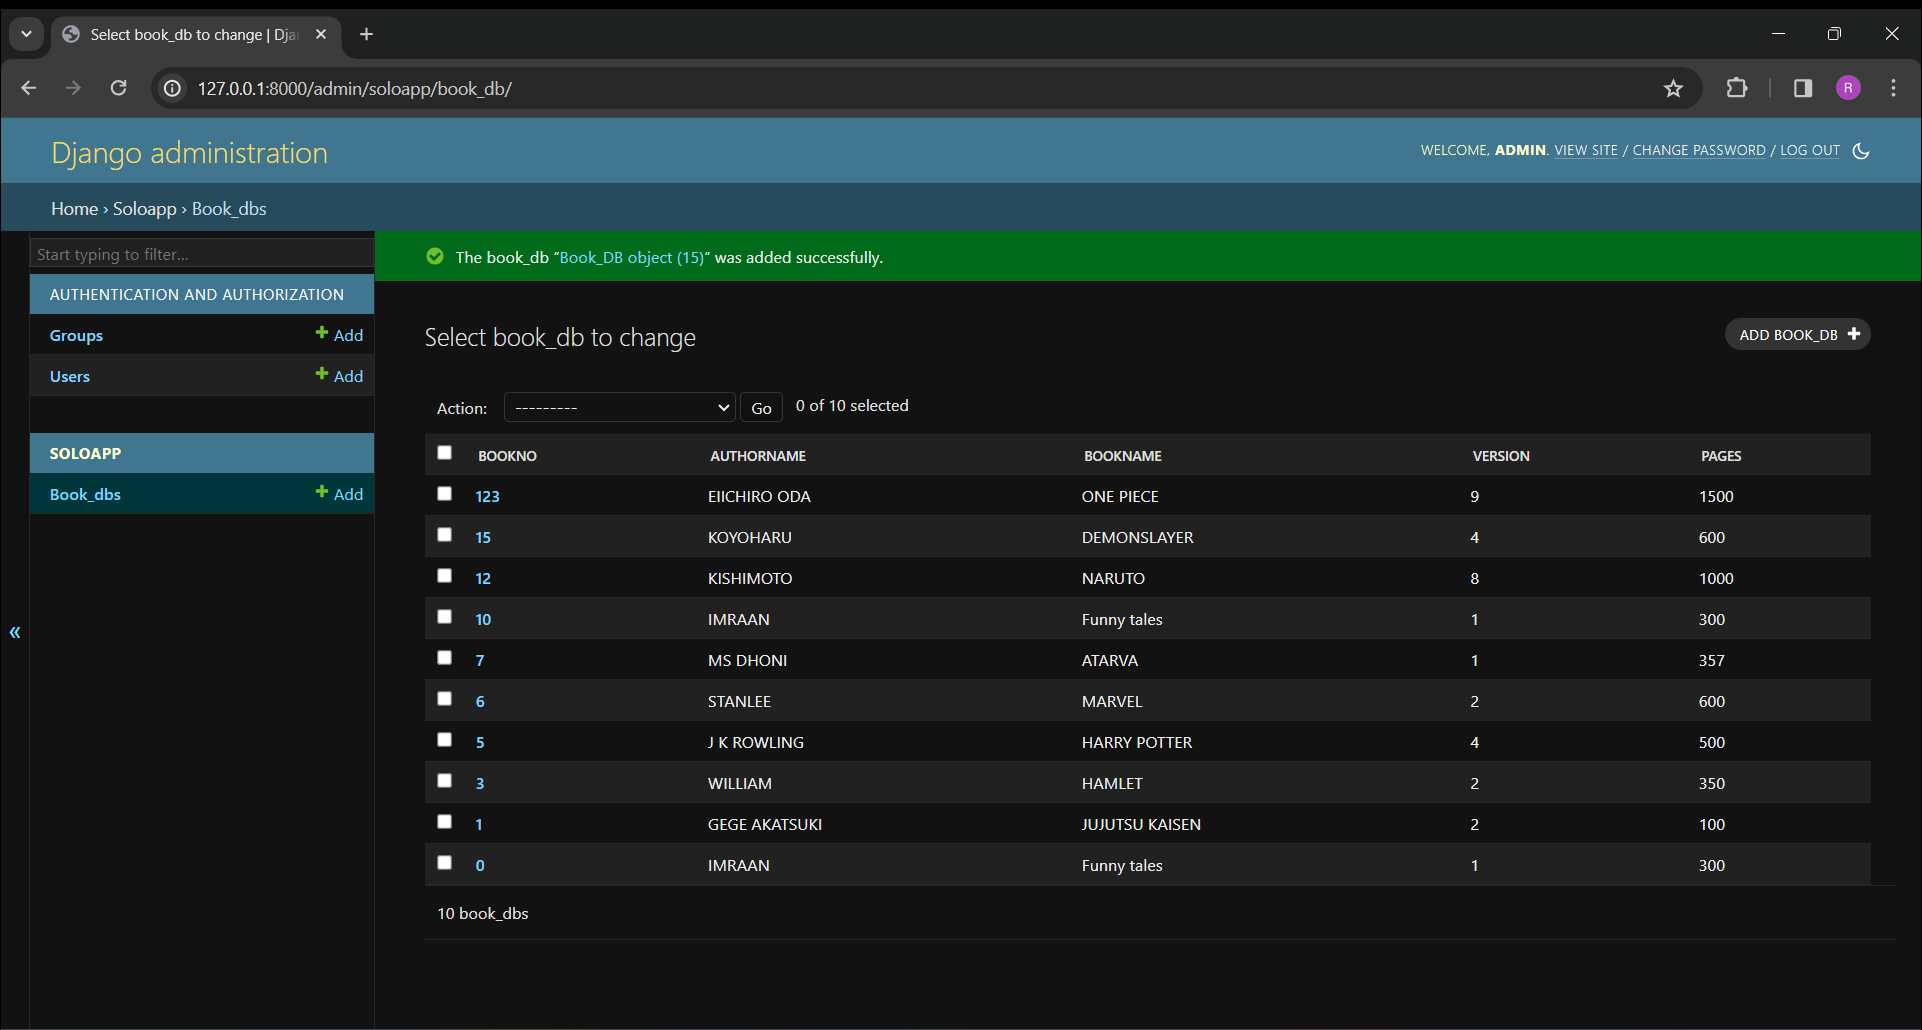 Select book_db to change | Dja
127.0.0.1:8000/admin/soloapp/book_db/
R
Django administration
WELCOME, ADMIN. VIEW SITE / CHANGE PASSWORD / LOG OUT
Home › Soloapp › Book_dbs
Start typing to filter...
The book_db “Book_DB object (15)” was added successfully.
AUTHENTICATION AND AUTHORIZATION
Groups Add
Users Add
SOLOAPP
Book_dbs Add
«
Select book_db to change
ADD BOOK_DB
Action: --------- Go 0 of 10 selected
BOOKNO AUTHORNAME BOOKNAME VERSION PAGES
123 EIICHIRO ODA ONE PIECE 9 1500
15 KOYOHARU DEMONSLAYER 4 600
12 KISHIMOTO NARUTO 8 1000
10 IMRAAN Funny tales 1 300
7 MS DHONI ATARVA 1 357
6 STANLEE MARVEL 2 600
5 J K ROWLING HARRY POTTER 4 500
3 WILLIAM HAMLET 2 350
1 GEGE AKATSUKI JUJUTSU KAISEN 2 100
0 IMRAAN Funny tales 1 300
10 book_dbs